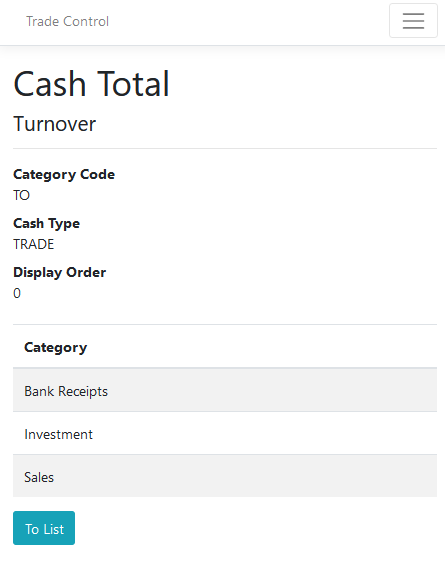 Trade Control
Cash Total
Turnover
Category Code
TO
Cash Type
TRADE
Display Order
0
Category
Bank Receipts
Investment
Sales
To List